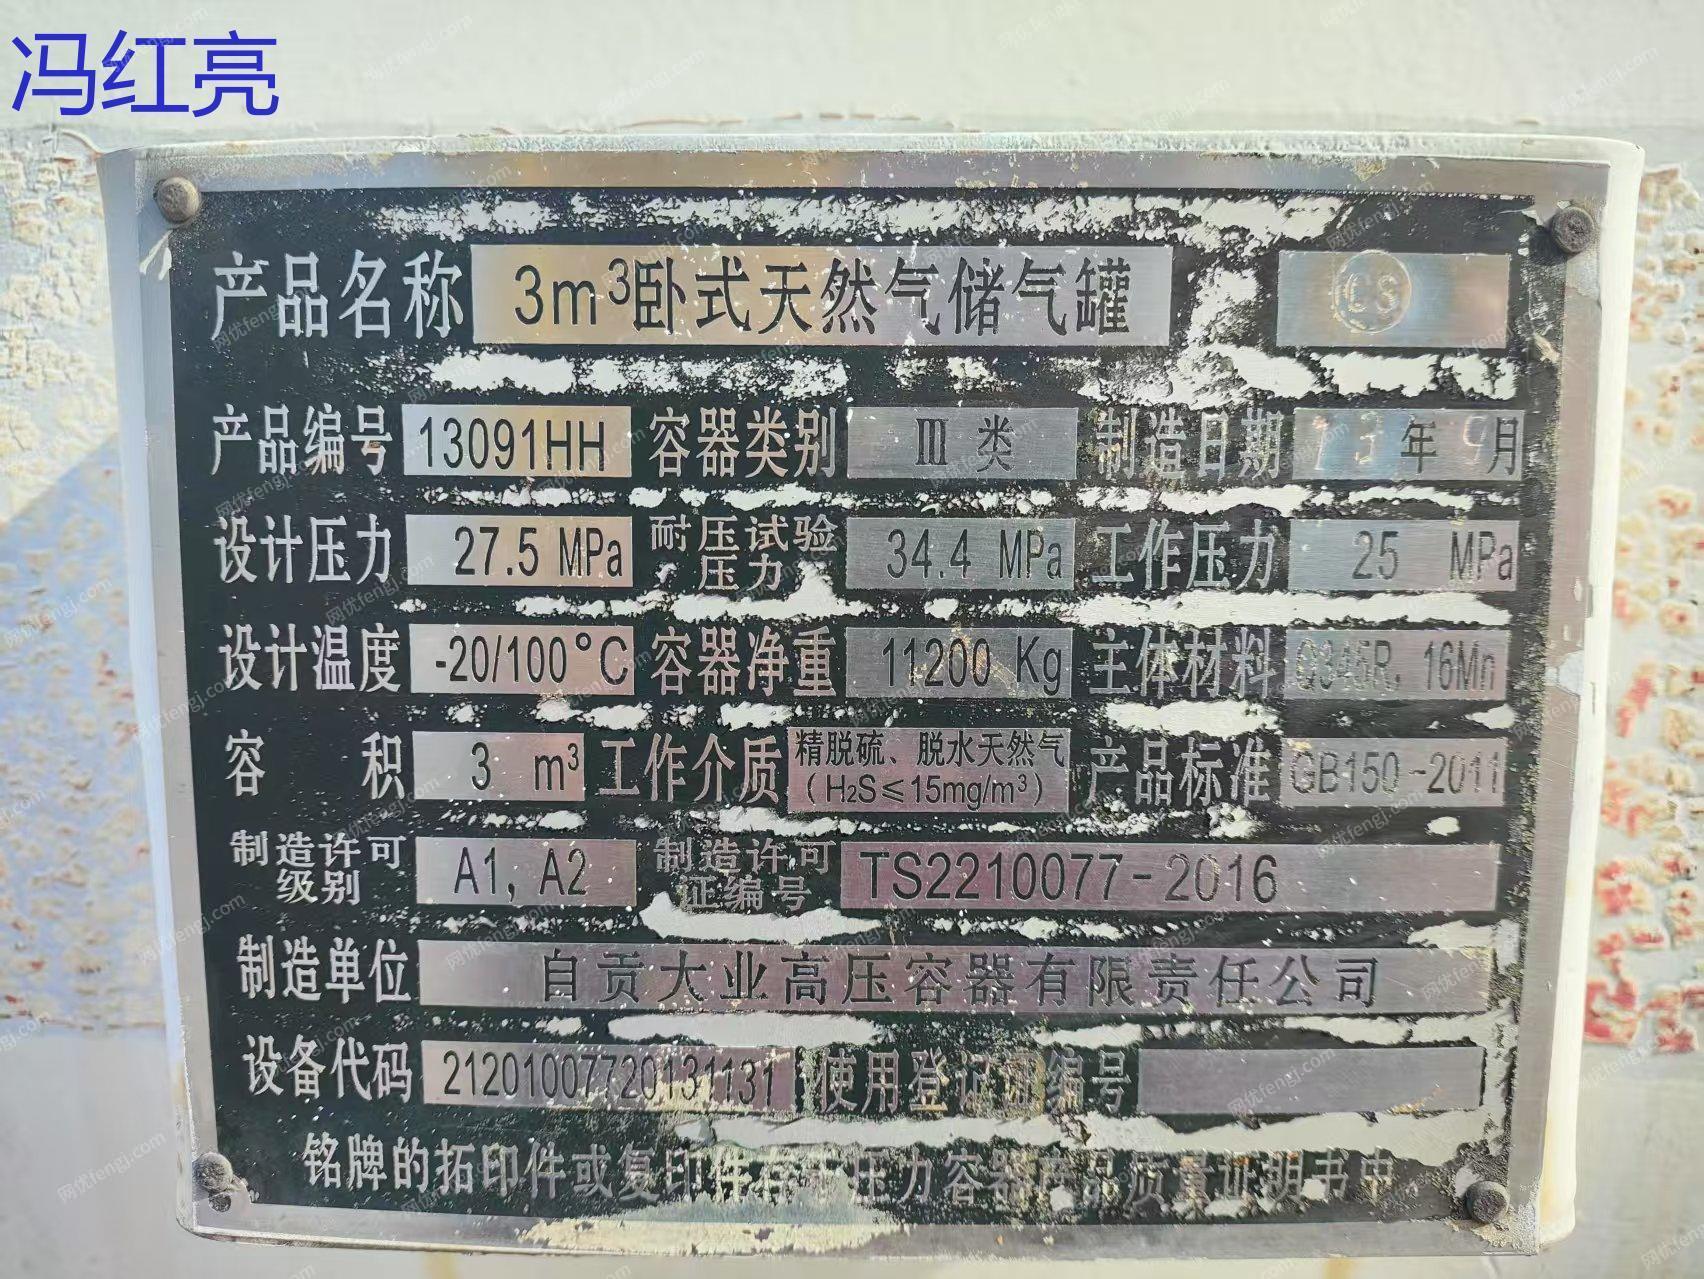 冯红亮
产品名称 3m³卧式天然气储气罐 CS
产品编号 13091HH 容器类别 Ⅲ 类 制造日期 13 年 9 月
设计压力 27.5 MPa 耐压试验压力 34.4 MPa 工作压力 25 MPa
设计温度 -20/100°C 容器净重 11200 Kg 主体材料 Q345R, 16Mn
容积 3 m³ 工作介质 精脱硫、脱水天然气 (H₂S≤15mg/m³) 产品标准 GB150-2011
制造许可级别 A1, A2 制造许可证编号 TS2210077-2016
制造单位 自贡大业高压容器有限责任公司
设备代码 21201007720131131 使用登记证编号
铭牌的拓印件或复印件存于压力容器产品质量证明书中